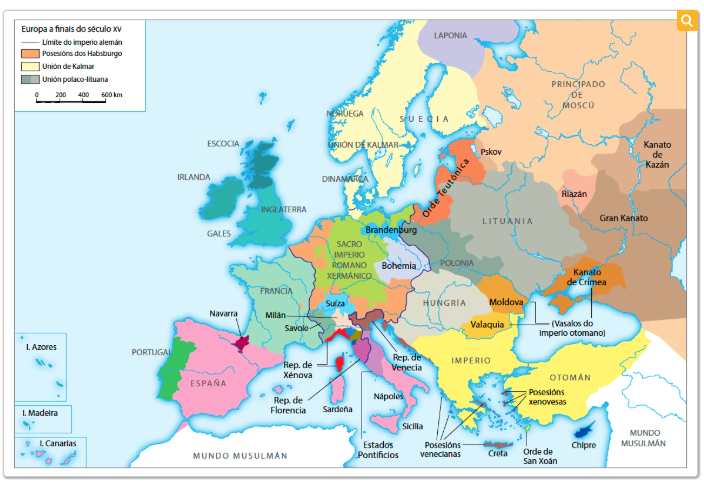 Europa a finais do século XV
Límite do imperio alemán
Posesións dos Habsburgo
Unión de Kalmar
Unión polaco-lituana
0 200 400 600 km
LAPONIA
PRINCIPADO
DE
MOSCÚ
NORUEGA
SUECIA
UNIÓN DE KALMAR
ESCOCIA
Pskov
Kanato
de
Kazán
IRLANDA
DINAMARCA
Orde Teutónica
Riazán
INGLATERRA
LITUANIA
Gran Kanato
GALES
Brandenburg
SACRO
IMPERIO
ROMANO
XERMÁNICO
Bohemia
POLONIA
Kanato
de Crimea
FRANCIA
Suíza
HUNGRÍA
Moldova
Navarra
Milán
Savoie
Valaquia
(Vasalos do
Imperio otomano)
I. Azores
PORTUGAL
Rep. de
Xénova
Rep. de
Venecia
IMPERIO
OTOMÁN
ESPAÑA
Rep. de
Florencia
Sardeña
Nápoles
Posesións
xenovesas
I. Madeira
Sicilia
I. Canarias
Estados
Pontificios
Posesións
venecianas
Creta
Orde de
San Xoán
Chipre
MUNDO
MUSULMÁN
MUNDO MUSULMÁN